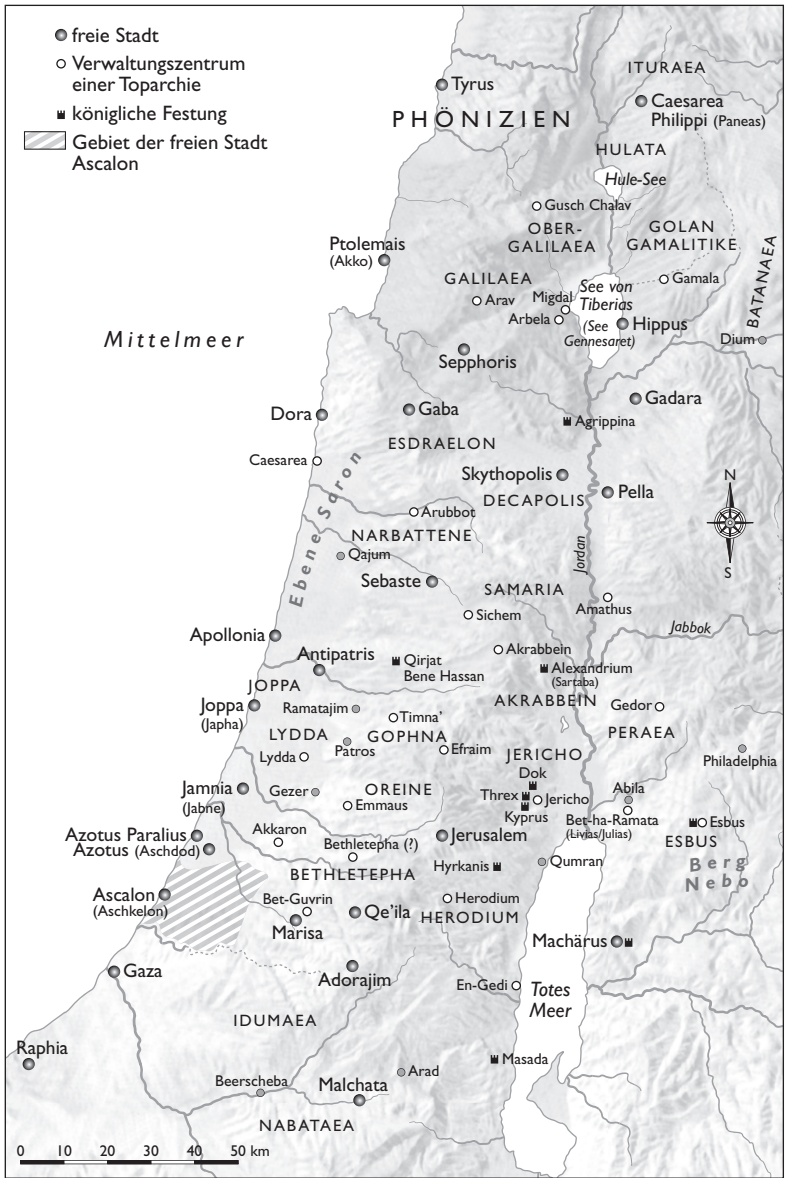 freie Stadt
Verwaltungszentrum
einer Toparchie
königliche Festung
Gebiet der freien Stadt
Ascalon
ITURAEA
Tyrus
Caesarea
Philippi (Paneas)
PHÖNIZIEN
HULATA
Hule-See
Gusch Chalav
OBER-
GALILAEA
GOLAN
GAMALITIKE
Ptolemais
(Akko)
BATANAEA
GALILAEA
Gamala
See von
Tiberias
(See
Gennesaret)
Arav
Migdal
Arbela
Hippus
Dium
Mittelmeer
Sepphoris
Gadara
Dora
Gaba
Agrippina
ESDRAELON
Caesarea
Skythopolis
DECAPOLIS
Pella
N
S
Ebene Saron
Arubbot
NARBATTENE
Qajum
Jordan
Sebaste
SAMARIA
Amathus
Sichem
Jabbok
Apollonia
Antipatris
Qirjat
Bene Hassan
Akrabbein
Alexandrium
(Sartaba)
JOPPA
AKRABBEIN
Joppa
(Japha)
Ramatajim
Timna'
Gedor
PERAEA
LYDDA
GOPHNA
Patros
Efraim
Lydda
JERICHO
Philadelphia
Dok
Jamnia
(Jabne)
Gezer
OREINE
Threx
Jericho
Abila
Emmaus
Kyprus
Bet-ha-Ramata
(Livias/Julias)
Esbus
ESBUS
Azotus Paralius
Azotus (Aschdod)
Akkaron
Jerusalem
Bethletepha (?)
Hyrkanis
Qumran
Berg
Nebo
BETHLETEPHA
Ascalon
(Aschkelon)
Bet-Guvrin
Herodium
Qe'ila
HERODIUM
Marisa
Machärus
Gaza
Adorajim
En-Gedi
Totes
Meer
IDUMAEA
Raphia
Masada
Arad
Beerscheba
Malchata
NABATAEA
0 10 20 30 40 50 km